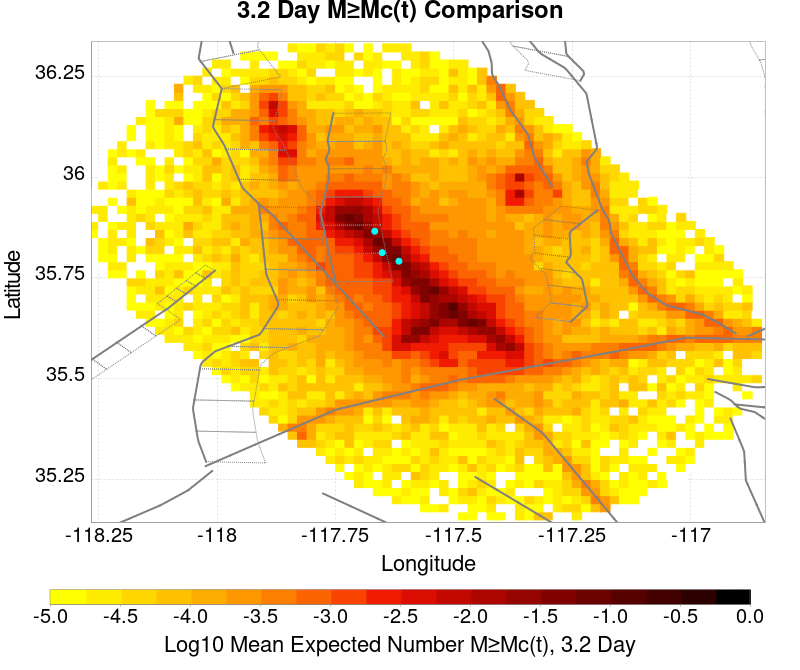 3.2 Day M≥Mc(t) Comparison
36.25
36
35.75
35.5
35.25
Latitude
-118.25 -118 -117.75 -117.5 -117.25 -117
Longitude
-5.0 -4.5 -4.0 -3.5 -3.0 -2.5 -2.0 -1.5 -1.0 -0.5 0.0
Log10 Mean Expected Number M≥Mc(t), 3.2 Day